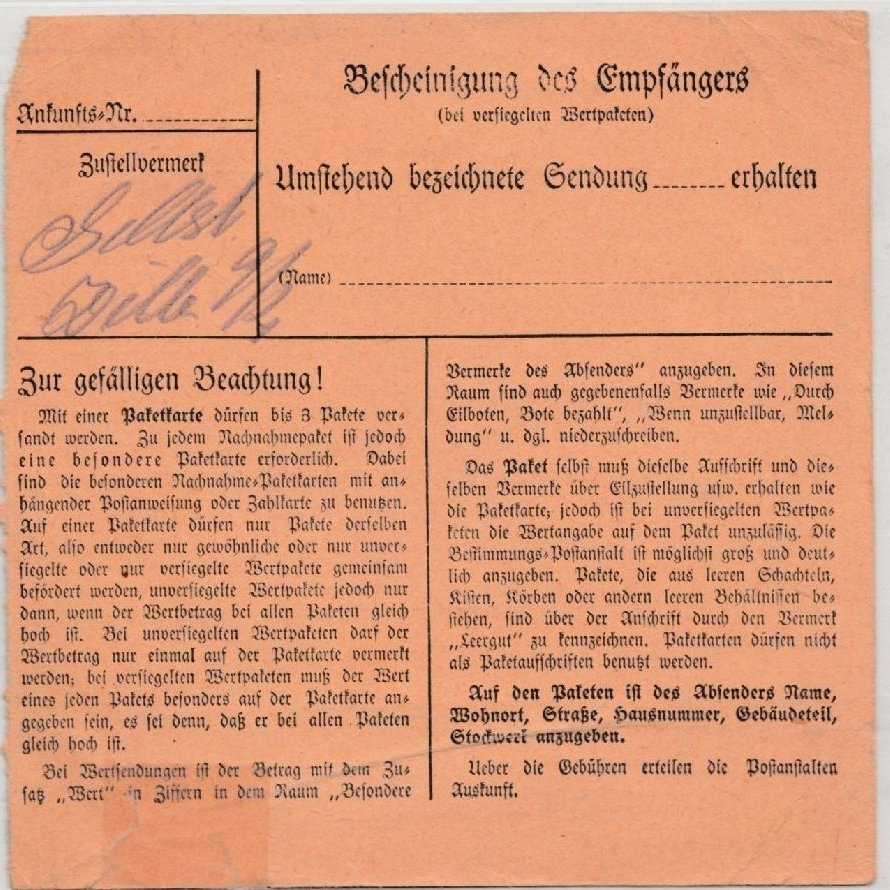 Ankunfts-Nr.
Zustellvermerk
Bescheinigung des Empfängers
(bei versiegelten Wertpaketen)
Umstehend bezeichnete Sendung ........ erhalten
(Name)
Zur gefälligen Beachtung!
Mit einer Paketkarte dürfen bis 3 Pakete ver-
sandt werden. Zu jedem Nachnahmepaket ist jedoch
eine besondere Paketkarte erforderlich. Dabei
sind die besonderen Nachnahme-Paketkarten mit an-
hängender Postanweisung oder Zahlkarte zu benutzen.
Auf einer Paketkarte dürfen nur Pakete derselben
Art, also entweder nur gewöhnliche oder nur unver-
siegelte oder nur versiegelte Wertpakete gemeinsam
befördert werden, unversiegelte Wertpakete jedoch nur
dann, wenn der Wertbetrag bei allen Paketen gleich
hoch ist. Bei unversiegelten Wertpaketen darf der
Wertbetrag nur einmal auf der Paketkarte vermerkt
werden; bei versiegelten Wertpaketen muß der Wert
eines jeden Pakets besonders auf der Paketkarte an-
gegeben sein, es sei denn, daß er bei allen Paketen
gleich hoch ist.
Bei Wertsendungen ist der Betrag mit dem Zu-
satz „Wert" in Ziffern in dem Raum „Besondere
Vermerke des Absenders" anzugeben. In diesem
Raum sind auch gegebenenfalls Vermerke wie „Durch
Eilboten, Bote bezahlt", „Wenn unzustellbar, Mel-
dung" u. dgl. niederzuschreiben.
Das Paket selbst muß dieselbe Aufschrift und die-
selben Vermerke über Eilzustellung usw. erhalten wie
die Paketkarte; jedoch ist bei unversiegelten Wertpa-
keten die Wertangabe auf dem Paket unzulässig. Die
Bestimmungs-Postanstalt ist möglichst groß und deut-
lich anzugeben. Pakete, die aus leeren Schachteln,
Kisten, Körben oder andern leeren Behältnissen be-
stehen, sind über der Anschrift durch den Vermerk
„Leergut" zu kennzeichnen. Paketkarten dürfen nicht
als Paketaufschriften benutzt werden.
Auf den Paketen ist des Absenders Name,
Wohnort, Straße, Hausnummer, Gebäudeteil,
Stockwerk anzugeben.
Ueber die Gebühren erteilen die Postanstalten
Auskunft.